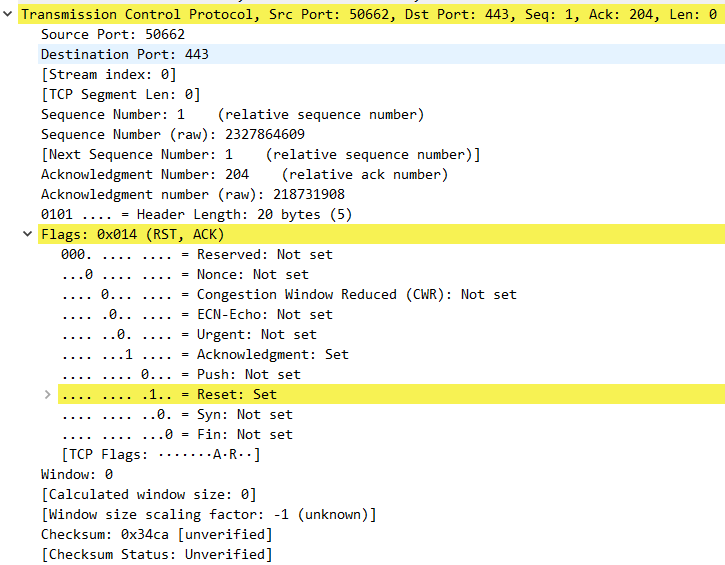 Transmission Control Protocol, Src Port: 50662, Dst Port: 443, Seq: 1, Ack: 204, Len: 0
Source Port: 50662
Destination Port: 443
[Stream index: 0]
[TCP Segment Len: 0]
Sequence Number: 1    (relative sequence number)
Sequence Number (raw): 2327864609
[Next Sequence Number: 1    (relative sequence number)]
Acknowledgment Number: 204    (relative ack number)
Acknowledgment number (raw): 218731908
0101 .... = Header Length: 20 bytes (5)
Flags: 0x014 (RST, ACK)
000. .... .... = Reserved: Not set
...0 .... .... = Nonce: Not set
.... 0... .... = Congestion Window Reduced (CWR): Not set
.... .0.. .... = ECN-Echo: Not set
.... ..0. .... = Urgent: Not set
.... ...1 .... = Acknowledgment: Set
.... .... 0... = Push: Not set
.... .... .1.. = Reset: Set
.... .... ..0. = Syn: Not set
.... .... ...0 = Fin: Not set
[TCP Flags: ·······A·R··]
Window: 0
[Calculated window size: 0]
[Window size scaling factor: -1 (unknown)]
Checksum: 0x34ca [unverified]
[Checksum Status: Unverified]